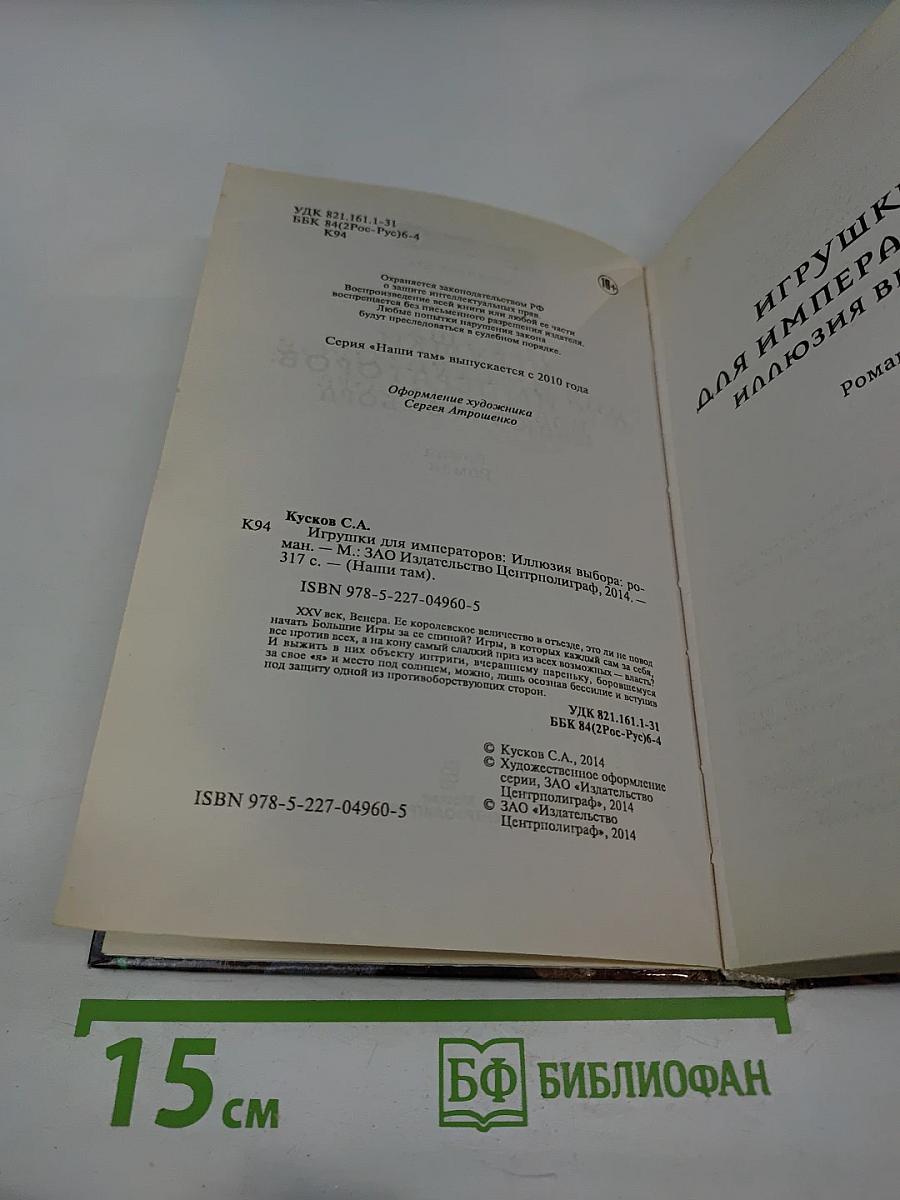 УДК 821.161.1-31
ББК 84(2Рос-Рус)6-4
К94
Охраняется законодательством РФ
о защите интеллектуальных прав.
Воспроизведение всей книги или любой ее части
воспрещается без письменного разрешения издателя.
Любые попытки нарушения закона
будут преследоваться в судебном порядке.
18+
Серия «Наши там» выпускается с 2010 года
Оформление художника
Сергея Атрошенко
Кусков С.А.
К94 Игрушки для императоров: Иллюзия выбора: ро-
ман. — М.: ЗАО Издательство Центрполиграф, 2014. —
317 с. — (Наши там).
ISBN 978-5-227-04960-5
XXV век, Венера. Ее королевское величество в отъезде, это ли не повод
начать Большие Игры за ее спиной? Игры, в которых каждый сам за себя,
все против всех, а на кону самый сладкий приз из всех возможных — власть?
И выжить в них объекту интриги, вчерашнему пареньку, боровшемуся
за свое «я» и место под солнцем, можно, лишь осознав бессилие и вступив
под защиту одной из противоборствующих сторон.
УДК 821.161.1-31
ББК 84(2Рос-Рус)6-4
© Кусков С.А., 2014
© Художественное оформление
серии, ЗАО «Издательство
Центрполиграф», 2014
© ЗАО «Издательство
Центрполиграф», 2014
ISBN 978-5-227-04960-5
ИГРУШКИ
ДЛЯ ИМПЕРА
ИЛЛЮЗИЯ ВЫ
Роман
15 см
БФ БИБЛИОФАН